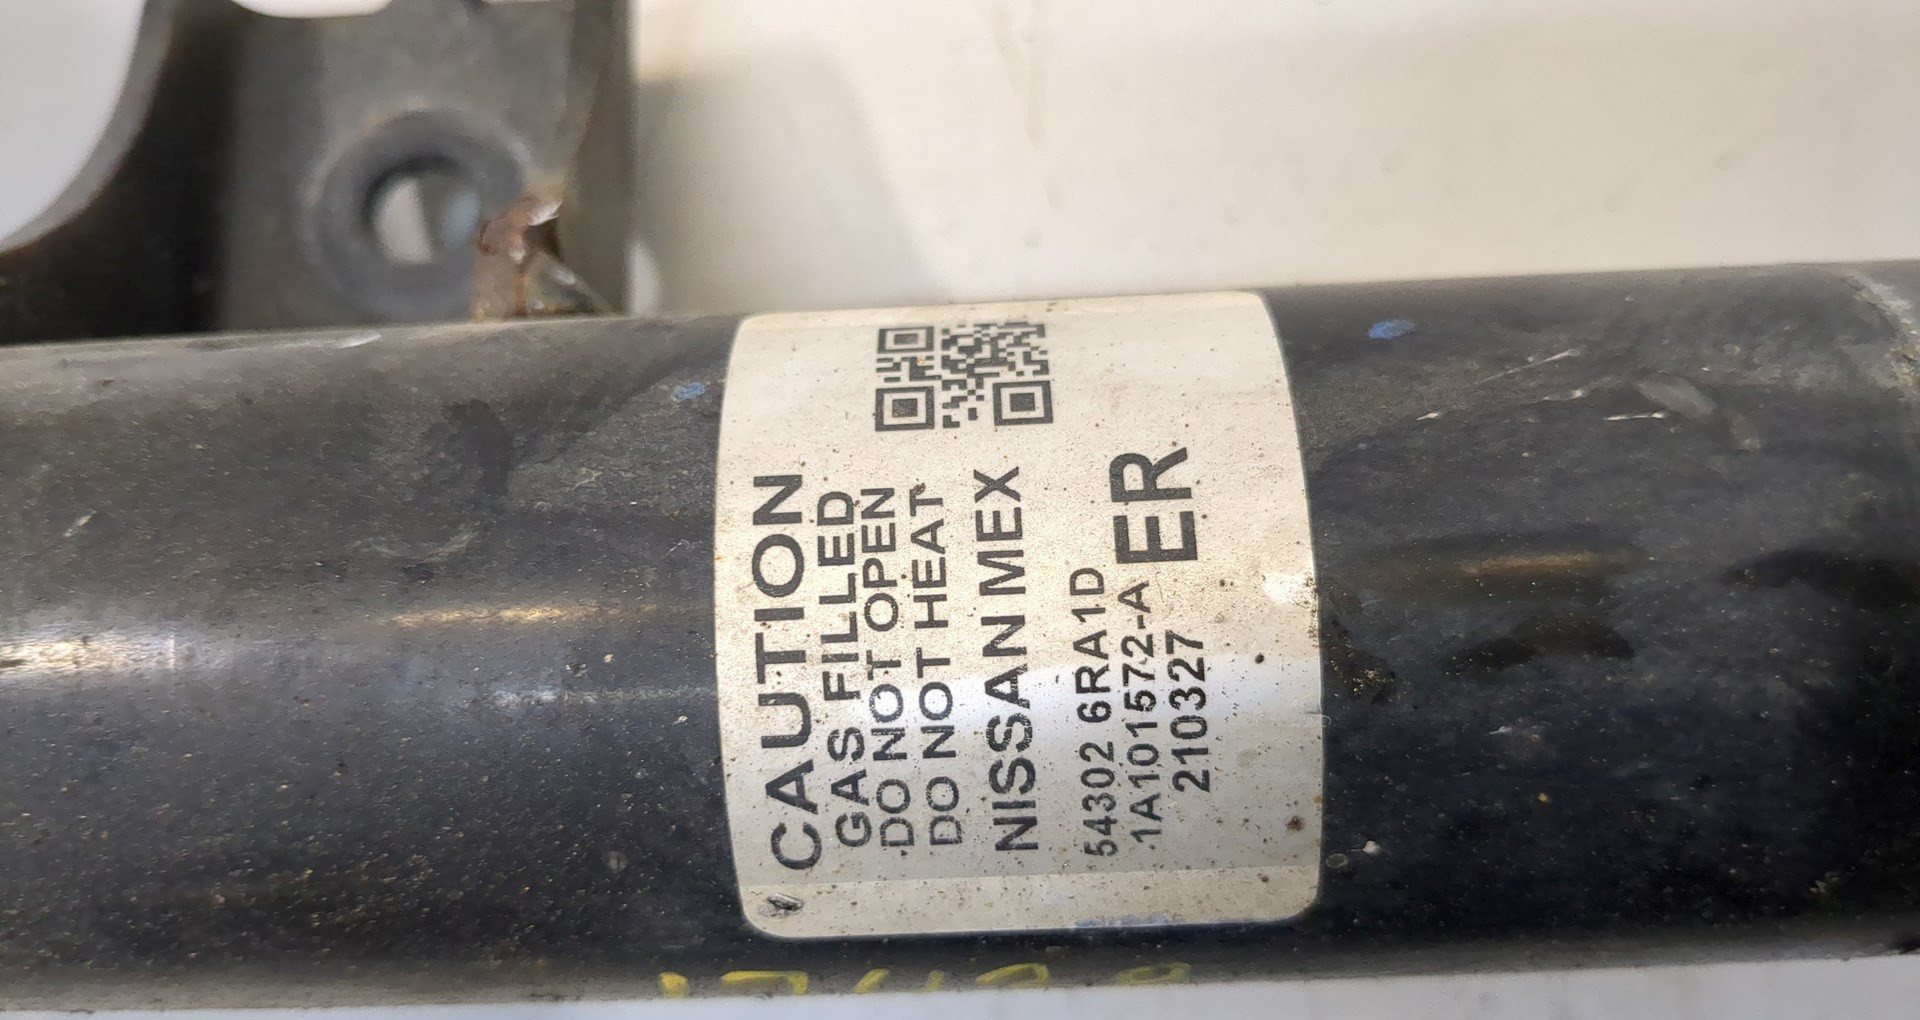 CAUTION
GAS FILLED
DO NOT OPEN
DO NOT HEAT
NISSAN MEX
54302 6RA1D
1A101572-A
ER
210327